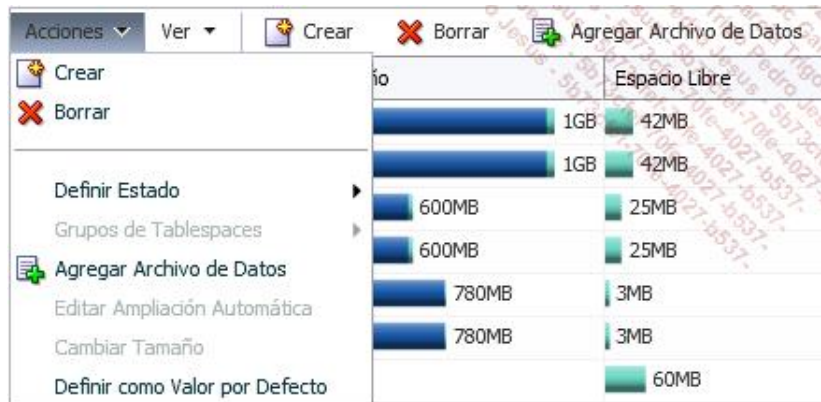 Acciones Ver Crear Borrar Agregar Archivo de Datos
Crear
Borrar
Definir Estado
Grupos de Tablespaces
Agregar Archivo de Datos
Editar Ampliación Automática
Cambiar Tamaño
Definir como Valor por Defecto
Espacio Libre
1GB 42MB
1GB 42MB
600MB 25MB
600MB 25MB
780MB 3MB
780MB 3MB
60MB